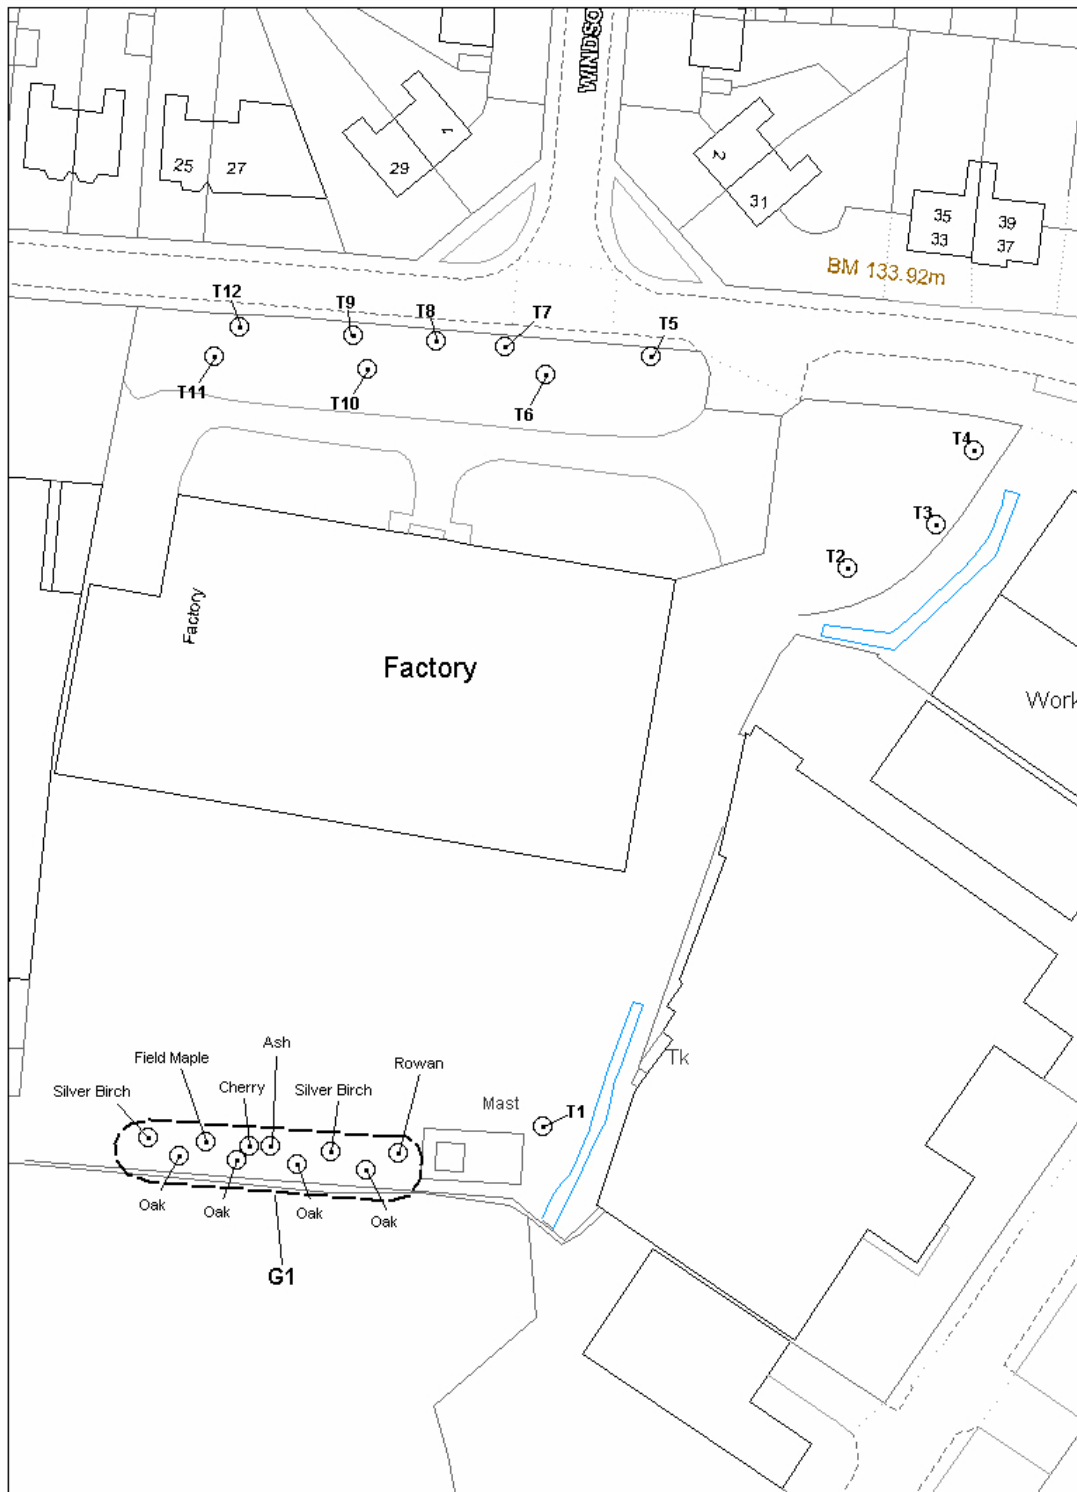 WINDSO
1
29
25
27
2
31
35
33
39
37
BM 133.92m
T12
T9
T8
T7
T5
T11
T10
T6
T4
T3
T2
Factory
Factory
Work
Tk
Ash
Field Maple
Rowan
Silver Birch
Cherry
Silver Birch
Mast
T1
Oak
Oak
Oak
Oak
G1